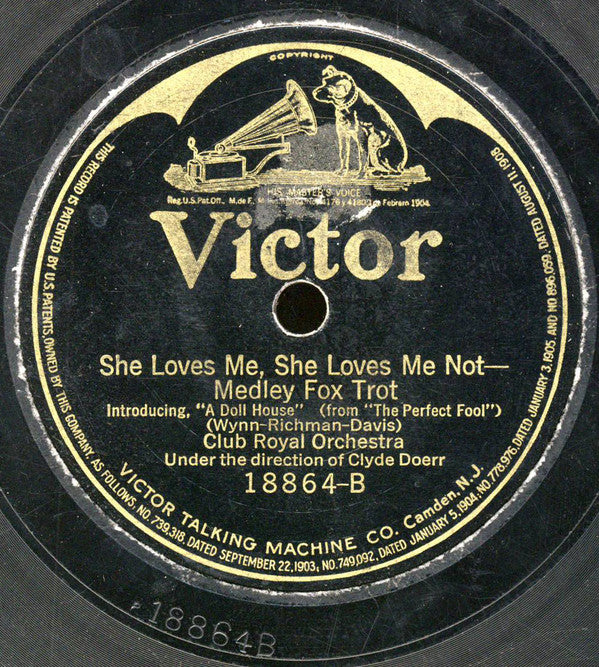 COPYRIGHT
HIS MASTER'S VOICE
Reg. U.S. Pat. Off. M. de F. 4179 y 41803 de Febrero 1904.
Victor
She Loves Me, She Loves Me Not—
Medley Fox Trot
Introducing, "A Doll House" (from "The Perfect Fool")
(Wynn-Richman-Davis)
Club Royal Orchestra
Under the direction of Clyde Doerr
18864-B
VICTOR TALKING MACHINE CO. Camden, N.J.
THIS RECORD IS PATENTED BY U.S. PATENTS, OWNED BY THIS COMPANY, AS FOLLOWS: NO. 739,318, DATED SEPTEMBER 22, 1903; NO. 749,092, DATED JANUARY 5, 1904; NO. 778,976, DATED JANUARY 3, 1905 AND NO 896,059, DATED AUGUST 11, 1908
18864B